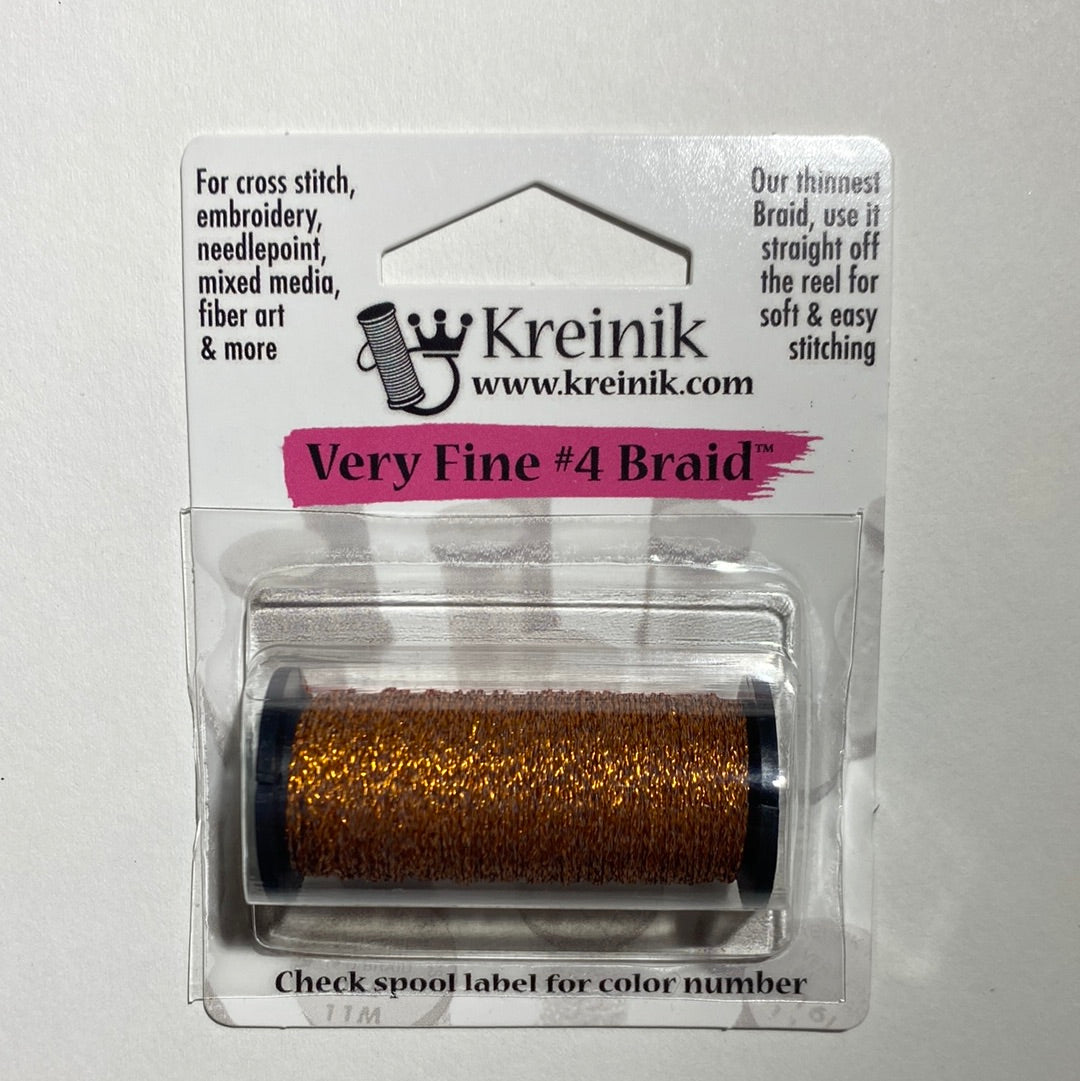 For cross stitch,
embroidery,
needlepoint,
mixed media,
fiber art
& more
Our thinnest
Braid, use it
straight off
the reel for
soft & easy
stitching
Kreinik
www.kreinik.com
Very Fine #4 Braid™
Check spool label for color number
11M